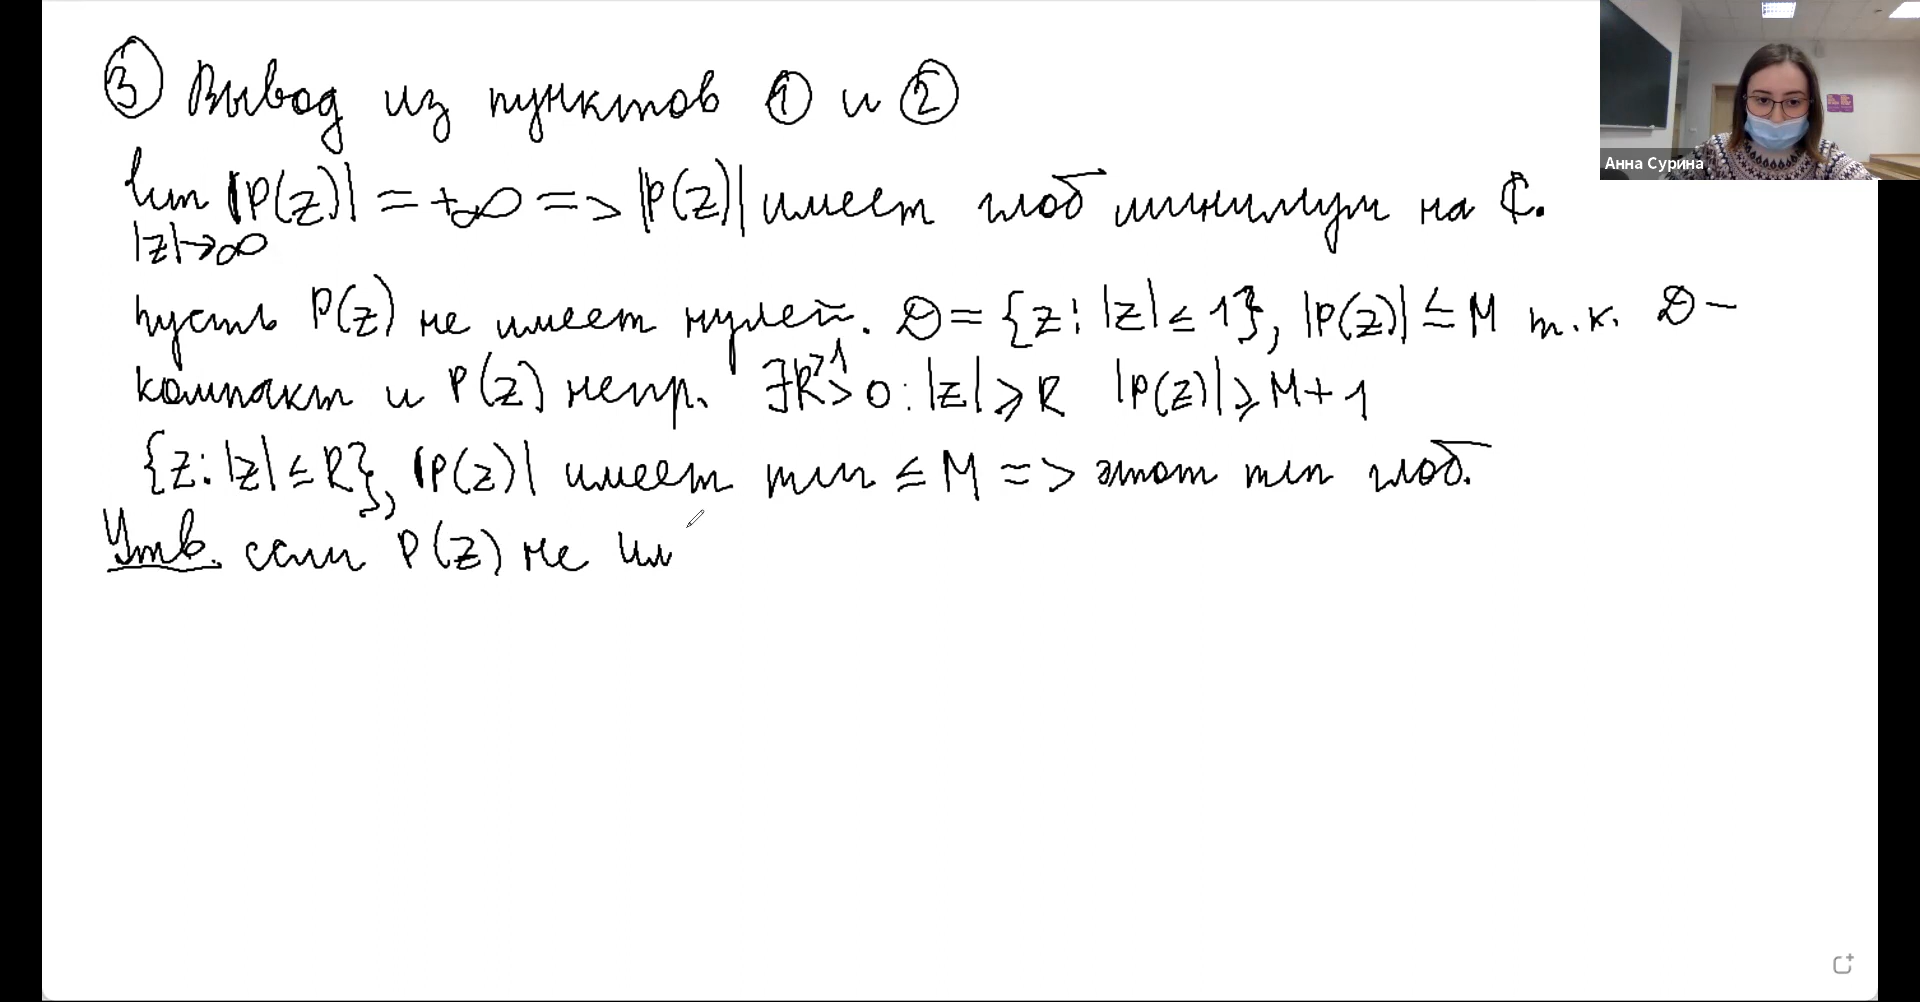 ③ Вывод из пунктов ① и ②
lim |P(z)| = +∞ => |P(z)| имеет глоб минимум на ℂ.
|z|→∞
Пусть P(z) не имеет нулей. D = {z: |z| ≤ 1}, |P(z)| ≤ M т.к. D –
компакт и P(z) непр. ∃R>1>0: |z| ⩾ R |P(z)| ⩾ M+1
{z: |z| ≤ R}, |P(z)| имеет min ≤ M => этот min глоб.
Утв. если P(z) не им
Анна Сурина